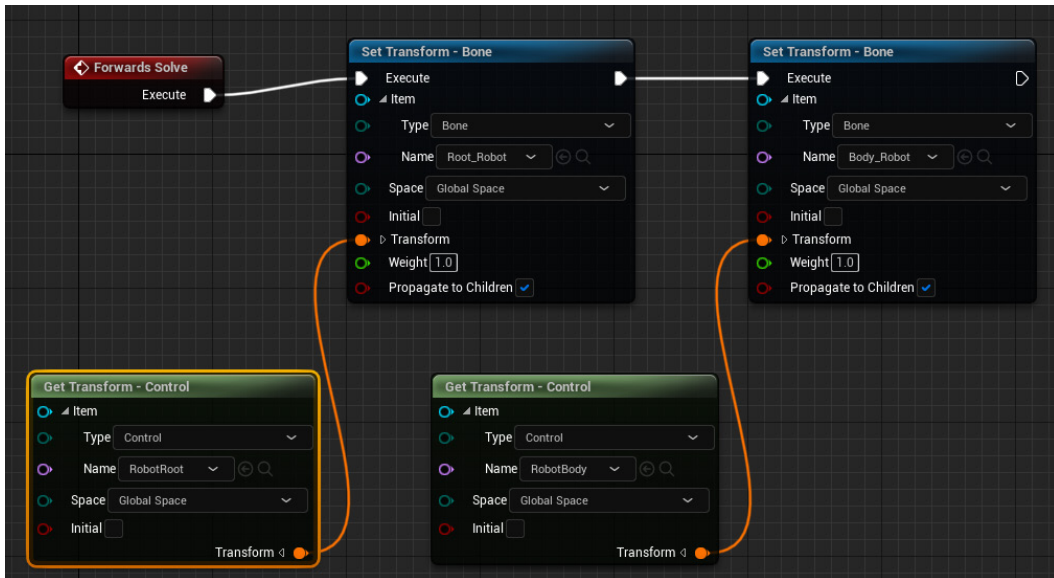 Forwards Solve
Execute
Set Transform - Bone
Execute
Item
Type Bone
Name Root_Robot
Space Global Space
Initial
Transform
Weight 1.0
Propagate to Children
Set Transform - Bone
Execute
Item
Type Bone
Name Body_Robot
Space Global Space
Initial
Transform
Weight 1.0
Propagate to Children
Get Transform - Control
Item
Type Control
Name RobotRoot
Space Global Space
Initial
Transform
Get Transform - Control
Item
Type Control
Name RobotBody
Space Global Space
Initial
Transform